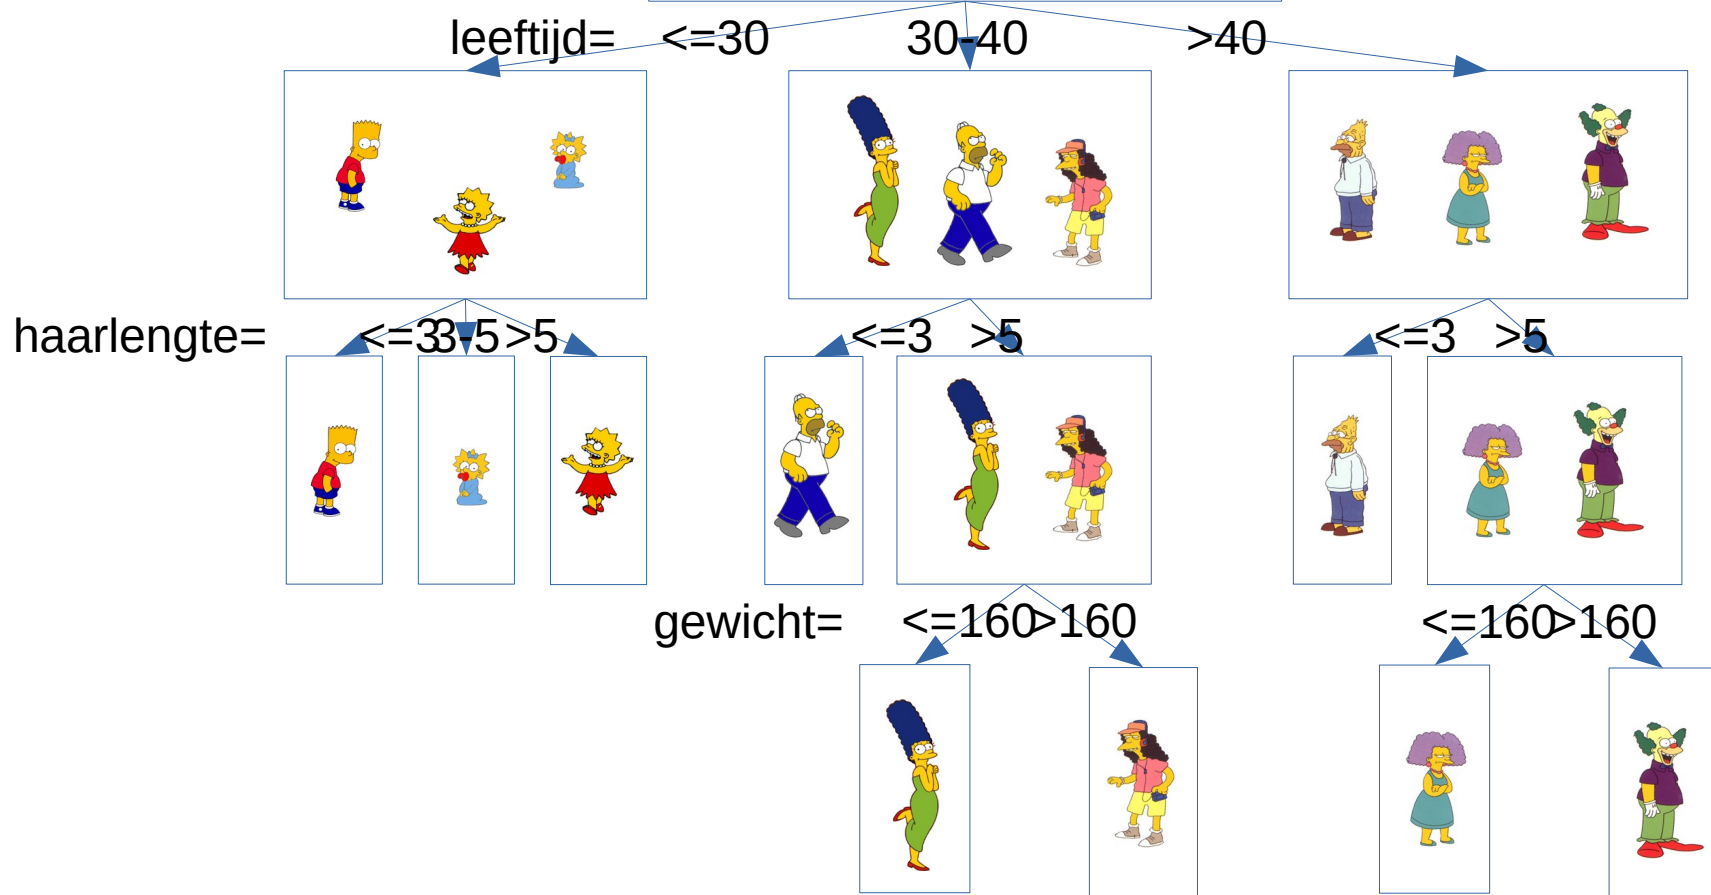 leeftijd= <=30 30-40 >40
haarlengte= <=3 3-5 >5 <=3 >5 <=3 >5
gewicht= <=160 >160 <=160 >160